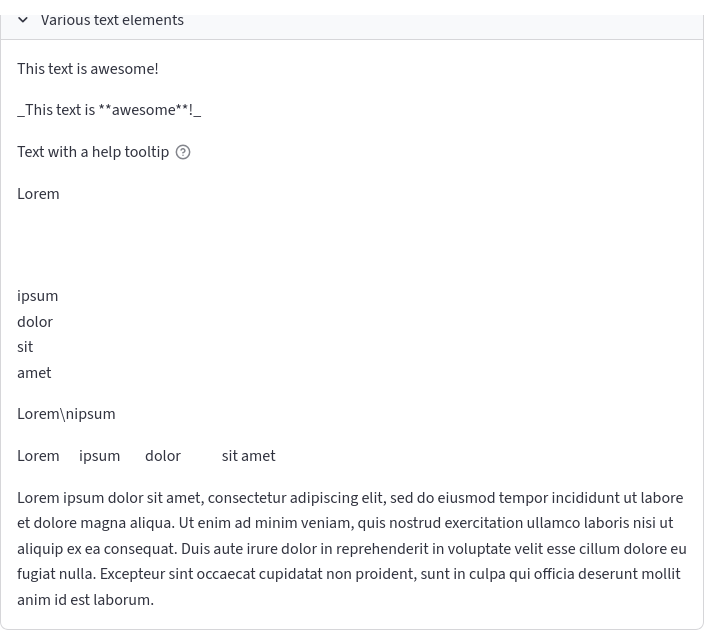 Various text elements
This text is awesome!
_This text is **awesome**!_
Text with a help tooltip
Lorem
ipsum
dolor
sit
amet
Lorem\nipsum
Lorem     ipsum      dolor          sit amet
Lorem ipsum dolor sit amet, consectetur adipiscing elit, sed do eiusmod tempor incididunt ut labore
et dolore magna aliqua. Ut enim ad minim veniam, quis nostrud exercitation ullamco laboris nisi ut
aliquip ex ea consequat. Duis aute irure dolor in reprehenderit in voluptate velit esse cillum dolore eu
fugiat nulla. Excepteur sint occaecat cupidatat non proident, sunt in culpa qui officia deserunt mollit
anim id est laborum.